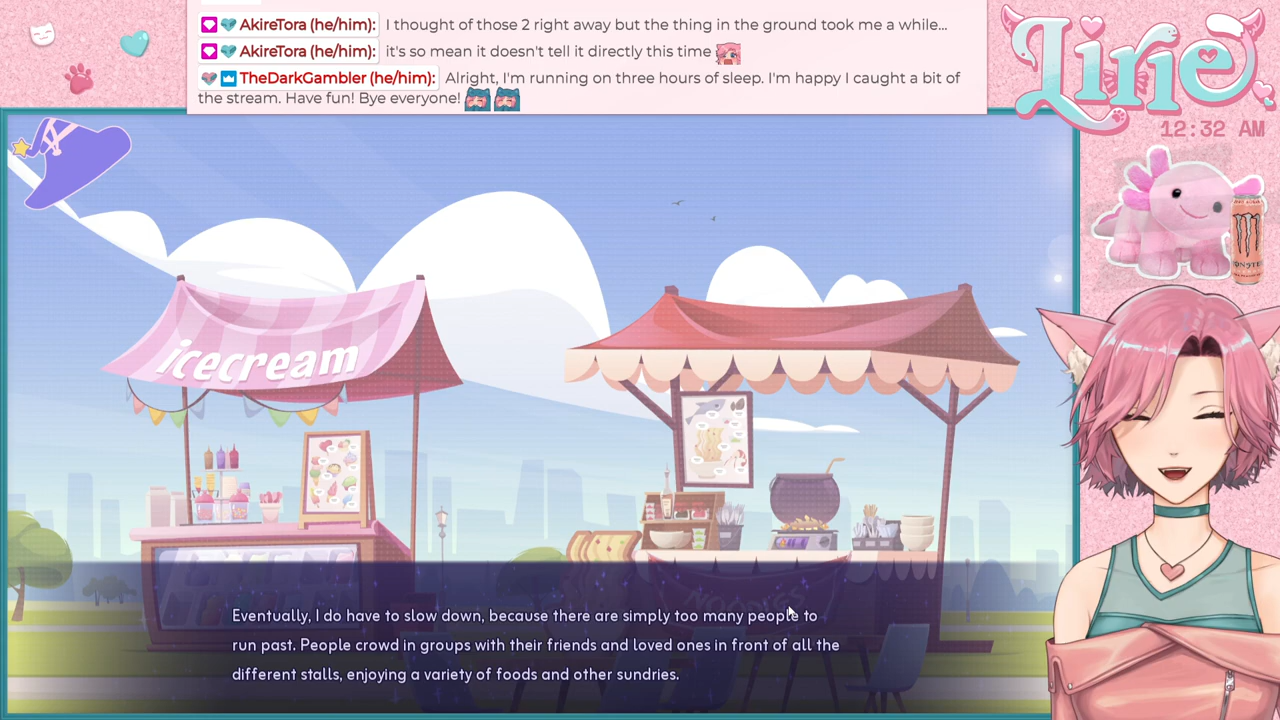 AkireTora (he/him): I thought of those 2 right away but the thing in the ground took me a while...
AkireTora (he/him): it's so mean it doesn't tell it directly this time
TheDarkGambler (he/him): Alright, I'm running on three hours of sleep. I'm happy I caught a bit of
the stream. Have fun! Bye everyone!
Lirie
12:32 AM
MONSTER
icecream
Eventually, I do have to slow down, because there are simply too many people to
run past. People crowd in groups with their friends and loved ones in front of all the
different stalls, enjoying a variety of foods and other sundries.